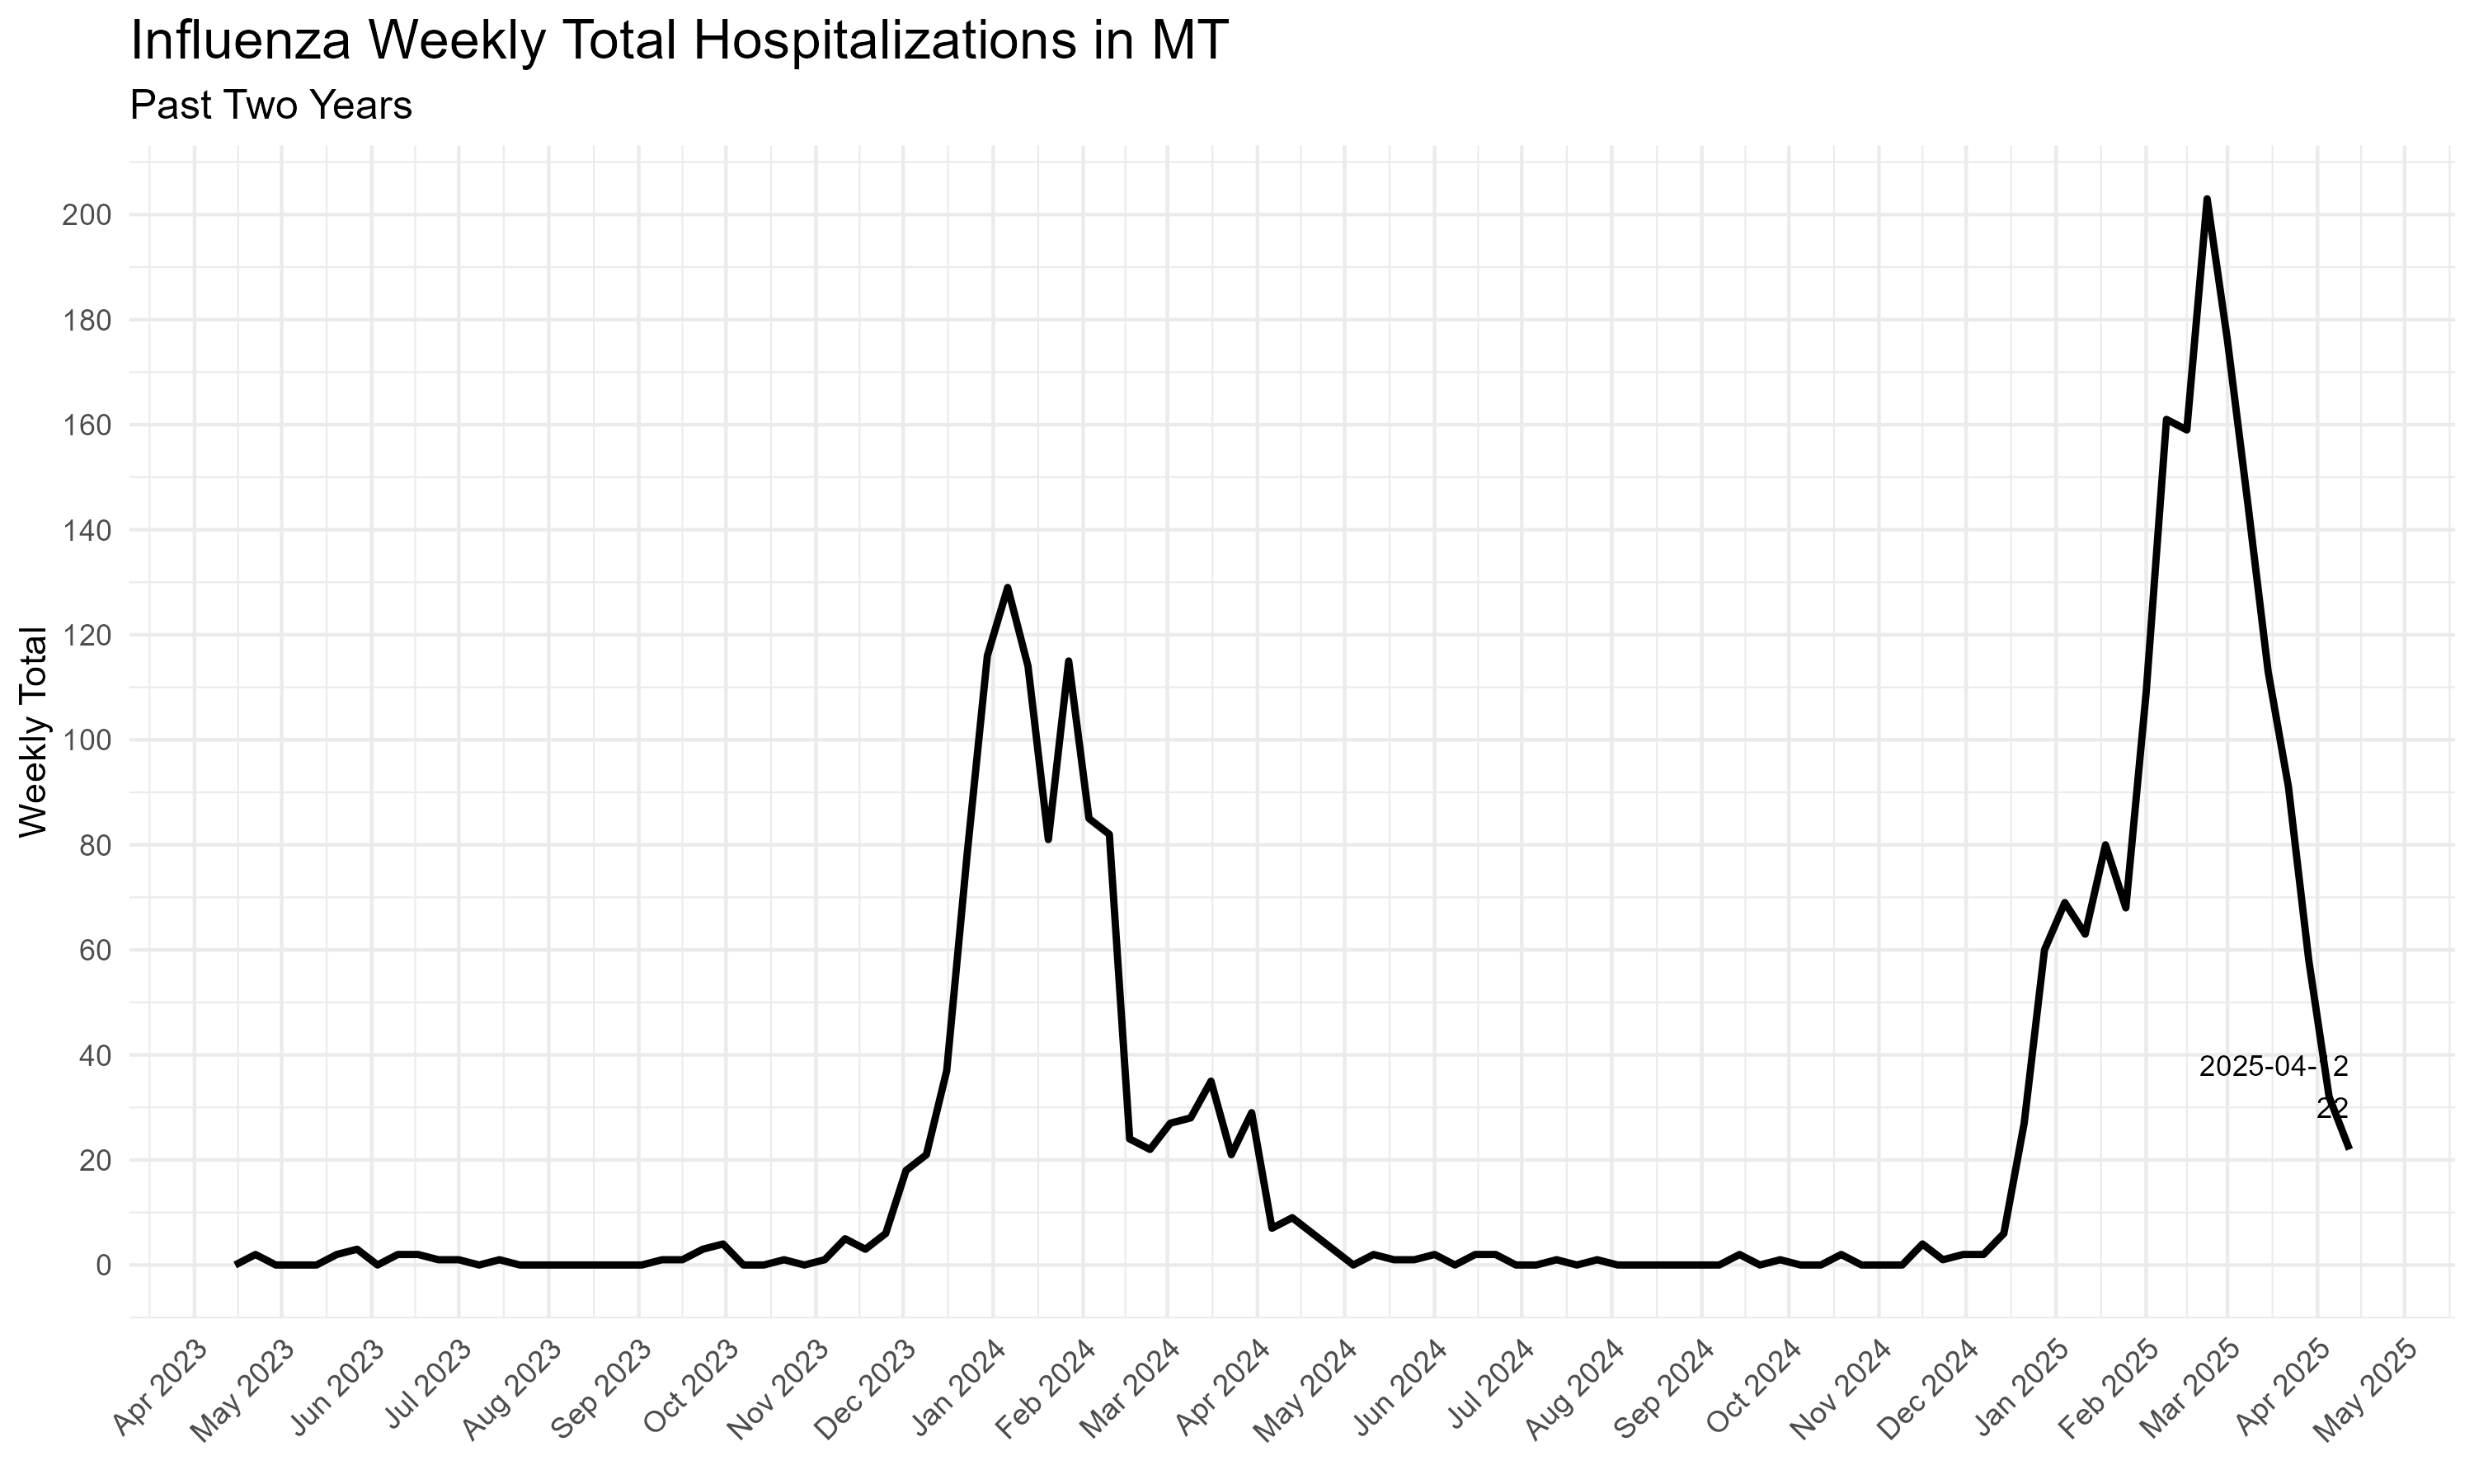 Influenza Weekly Total Hospitalizations in MT
Past Two Years
Weekly Total
200
180
160
140
120
100
80
60
40
20
0
2025-04-12
22
Apr 2023
May 2023
Jun 2023
Jul 2023
Aug 2023
Sep 2023
Oct 2023
Nov 2023
Dec 2023
Jan 2024
Feb 2024
Mar 2024
Apr 2024
May 2024
Jun 2024
Jul 2024
Aug 2024
Sep 2024
Oct 2024
Nov 2024
Dec 2024
Jan 2025
Feb 2025
Mar 2025
Apr 2025
May 2025